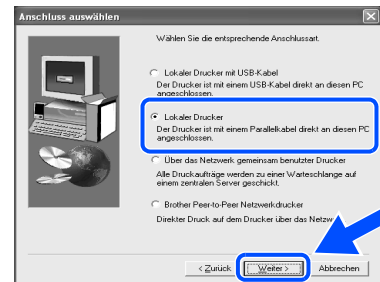 Anschluss auswählen
Wählen Sie die entsprechende Anschlussart.
Lokaler Drucker mit USB-Kabel
Der Drucker ist mit einem USB-Kabel direkt an diesen PC
angeschlossen.
Lokaler Drucker
Der Drucker ist mit einem Parallelkabel direkt an diesen PC
angeschlossen.
Über das Netzwerk gemeinsam benutzter Drucker
Alle Druckaufträge werden zu einer Warteschlange auf
einem zentralen Server geschickt.
Brother Peer-to-Peer Netzwerkdrucker
Direkter Druck auf dem Drucker über das
< Zurück
Weiter >
Abbrechen